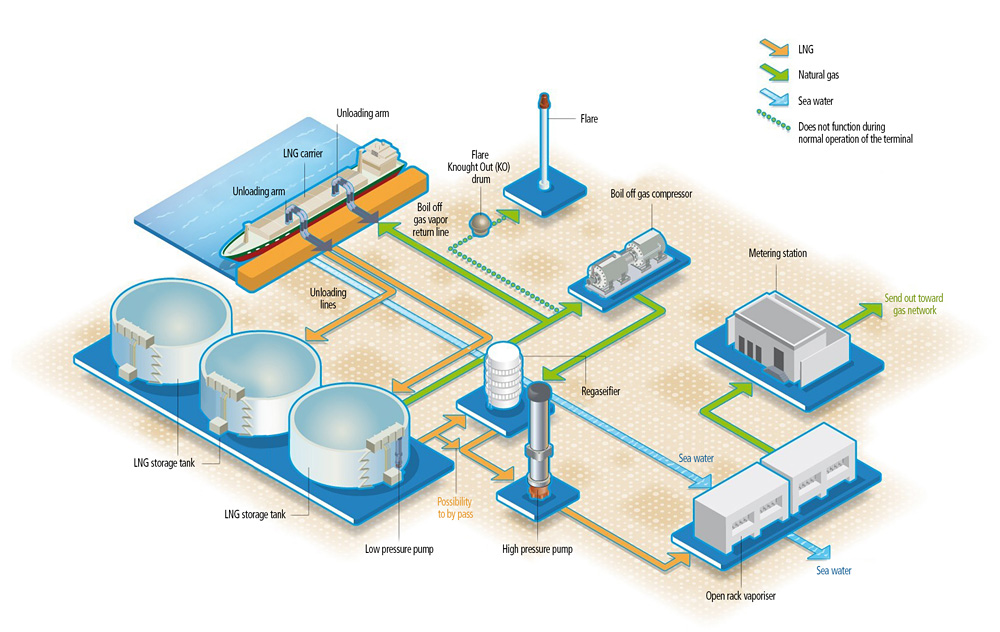 LNG
Natural gas
Sea water
Does not function during
normal operation of the terminal
Unloading arm
Flare
LNG carrier
Flare
Knought Out (KO)
drum
Unloading arm
Boil off gas compressor
Boil off
gas vapor
return line
Metering station
Unloading
lines
Send out toward
gas network
Regaseifier
Sea water
LNG storage tank
Possibility
to by pass
LNG storage tank
Low pressure pump
High pressure pump
Sea water
Open rack vaporiser